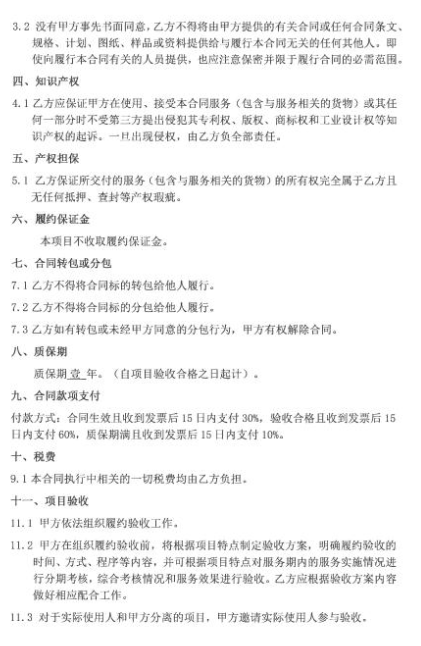 3.2 没有甲方事先书面同意,乙方不得将由甲方提供的有关合同或任何合同条文、
规格、计划、图纸、样品或资料提供给与履行本合同无关的任何其他人。即
使向履行本合同有关的人员提供,也应注意保密并限于履行合同的必需范围。
四、知识产权
4.1 乙方应保证甲方在使用、接受本合同服务(包含与服务相关的货物)或其任
何一部分时不受第三方提出侵犯其专利权、版权、商标权和工业设计权等知
识产权的起诉。一旦出现侵权,由乙方负全部责任。
五、产权担保
5.1 乙方保证所交付的服务(包含与服务相关的货物)的所有权完全属于乙方且
无任何抵押、查封等产权瑕疵。
六、履约保证金
本项目不收取履约保证金。
七、合同转包或分包
7.1 乙方不得将合同标的转包给他人履行。
7.2 乙方不得将合同标的分包给他人履行。
7.3 乙方如有转包或未经甲方同意的分包行为,甲方有权解除合同。
八、质保期
质保期 壹 年。(自项目验收合格之日起计)。
九、合同款项支付
付款方式:合同生效且收到发票后 15 日内支付 30%,验收合格且收到发票后 15
日内支付 60%,质保期满且收到发票后 15 日内支付 10%。
十、税费
9.1 本合同执行中相关的一切税费均由乙方负担。
十一、项目验收
11.1 甲方依法组织履约验收工作。
11.2 甲方在组织履约验收前,将根据项目特点制定验收方案,明确履约验收的
时间、方式、程序等内容,并可根据项目特点对服务期内的服务实施情况进
行分期考核,综合考核情况和服务效果进行验收。乙方应根据验收方案内容
做好相应配合工作。
11.3 对于实际使用人和甲方分离的项目,甲方邀请实际使用人参与验收。